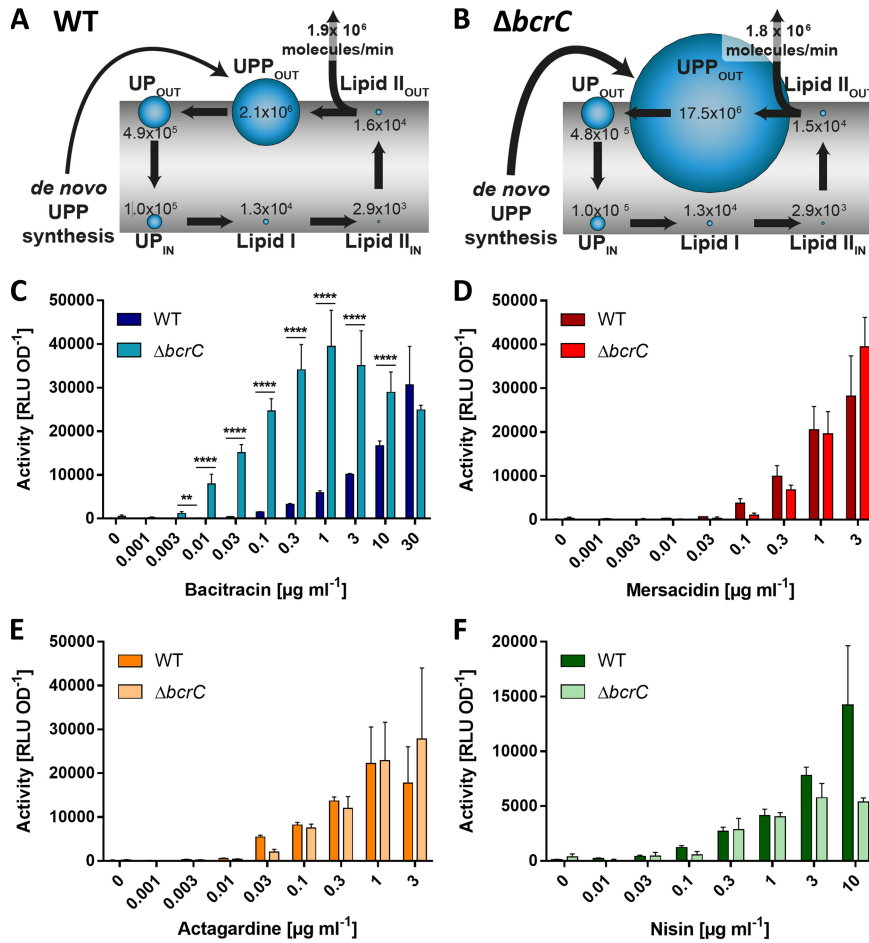 A WT
1.9x 10⁶
molecules/min
UPP_OUT
UP_OUT
Lipid II_OUT
2.1x10⁶
4.9x10⁵
1.6x10⁴
de novo
UPP
synthesis
1.0x10⁵
1.3x10⁴
2.9x10³
UP_IN
Lipid I
Lipid II_IN
B ΔbcrC
1.8 x 10⁶
molecules/min
UPP_OUT
UP_OUT
Lipid II_OUT
17.5x10⁶
4.8x10⁵
1.5x10⁴
de novo
UPP
synthesis
1.0x10⁵
1.3x10⁴
2.9x10³
UP_IN
Lipid I
Lipid II_IN
C
Activity [RLU OD⁻¹]
50000
40000
30000
20000
10000
0
WT
ΔbcrC
** **** **** **** **** **** **** ****
0 0.001 0.003 0.01 0.03 0.1 0.3 1 3 10 30
Bacitracin [µg ml⁻¹]
D
Activity [RLU OD⁻¹]
50000
40000
30000
20000
10000
0
WT
ΔbcrC
0 0.001 0.003 0.01 0.03 0.1 0.3 1 3
Mersacidin [µg ml⁻¹]
E
Activity [RLU OD⁻¹]
50000
40000
30000
20000
10000
0
WT
ΔbcrC
0 0.001 0.003 0.01 0.03 0.1 0.3 1 3
Actagardine [µg ml⁻¹]
F
Activity [RLU OD⁻¹]
20000
15000
10000
5000
0
WT
ΔbcrC
0 0.01 0.03 0.1 0.3 1 3 10
Nisin [µg ml⁻¹]